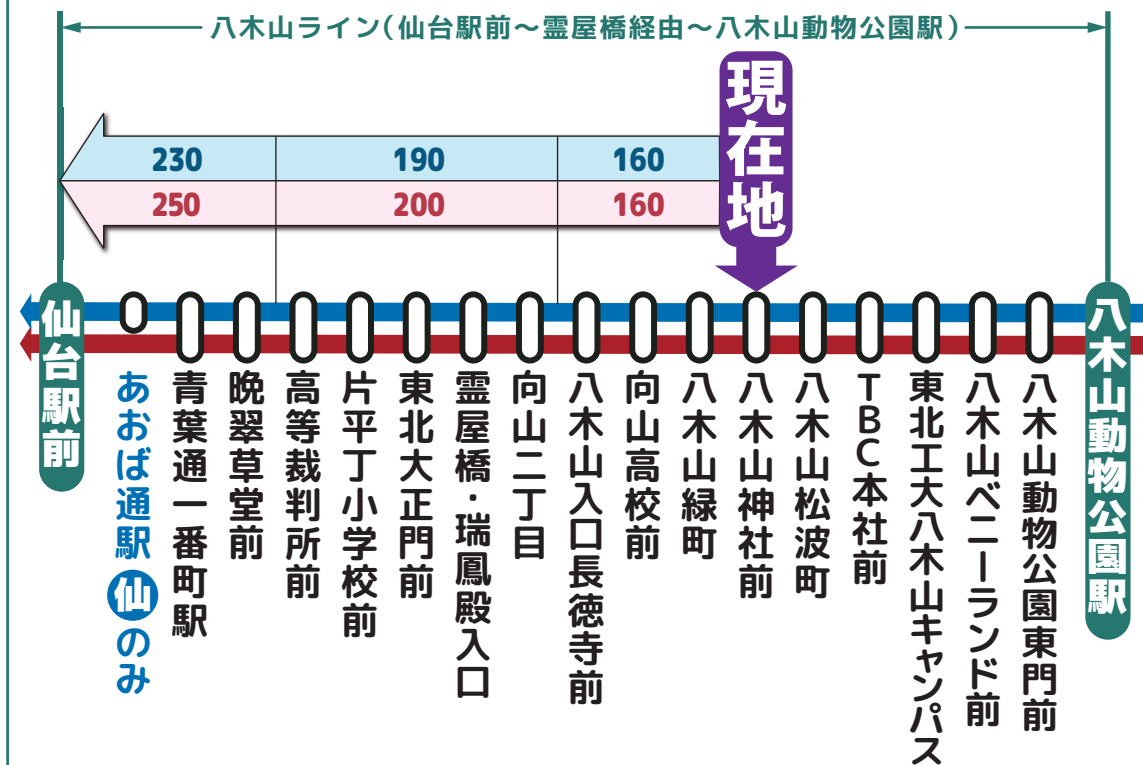 八木山ライン(仙台駅前～霊屋橋経由～八木山動物公園駅)
現在地
230 190 160
250 200 160
仙台駅前
あおば通駅 仙のみ
青葉通一番町駅
晩翠草堂前
高等裁判所前
片平丁小学校前
東北大正門前
霊屋橋・瑞鳳殿入口
向山二丁目
八木山入口長徳寺前
向山高校前
八木山緑町
八木山神社前
八木山松波町
TBC本社前
東北工大八木山キャンパス
八木山ベニーランド前
八木山動物公園東門前
八木山動物公園駅